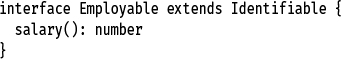 interface Employable extends Identifiable {
  salary(): number
}